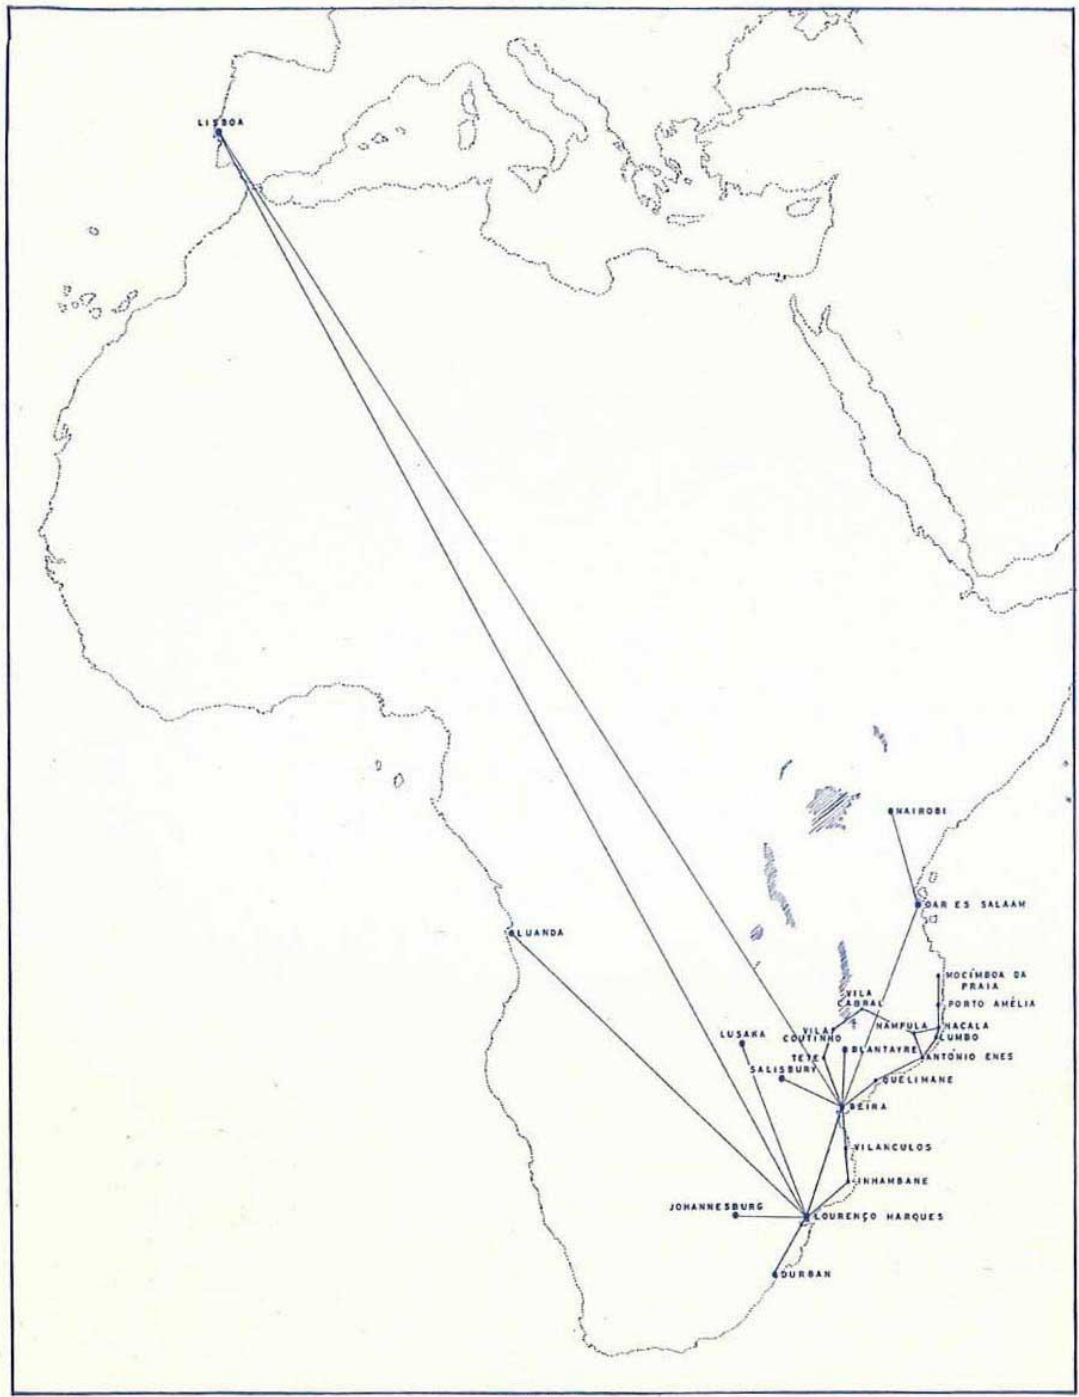 LISBOA
NAIROBI
DAR ES SALAAM
LUANDA
MOCÍMBOA DA
PRAIA
VILA
CABRAL
PORTO AMÉLIA
NAMPULA
NACALA
LUSAKA
VILA
COUTINHO
LUMBO
BLANTAYRE
TETE
ANTÓNIO ENES
SALISBURY
QUELIMANE
BEIRA
VILANCULOS
INHAMBANE
JOHANNESBURG
LOURENÇO MARQUES
DURBAN